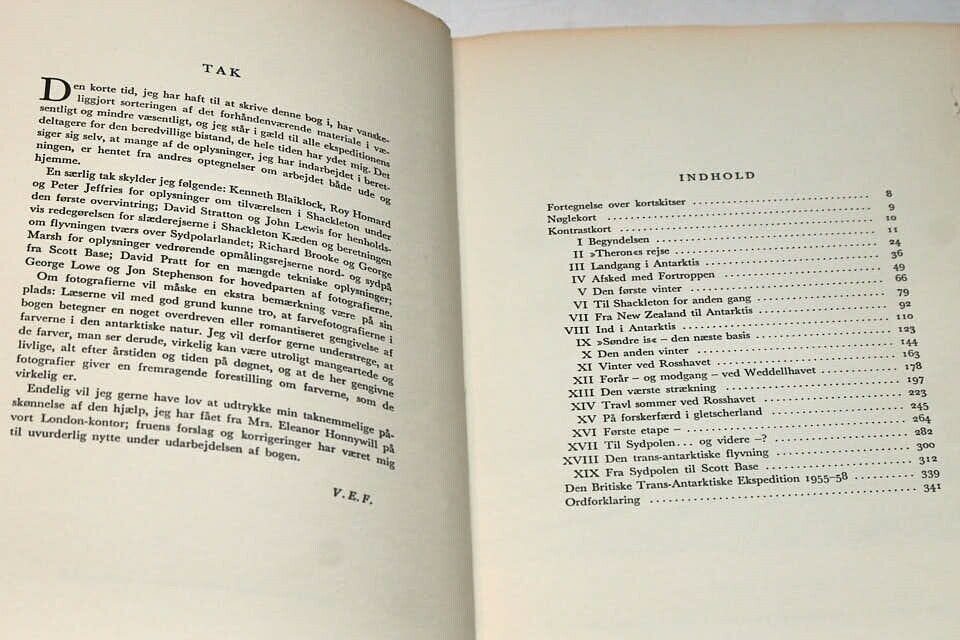 TAK
Den korte tid, jeg har haft til at skrive denne bog i, har vanske-
liggjort sorteringen af det forhåndenværende materiale i væ-
sentligt og mindre væsentligt, og jeg står i gæld til alle ekspeditionens
deltagere for den beredvillige bistand, de hele tiden har ydet mig. Det
siger sig selv, at mange af de oplysninger, jeg har indarbejdet i beret-
ningen, er hentet fra andres optegnelser om arbejdet både ude og
hjemme.
En særlig tak skylder jeg følgende: Kenneth Blaiklock, Roy Homard
og Peter Jeffries for oplysninger om tilværelsen i Shackleton under
den første overvintring; David Stratton og John Lewis for henholds-
vis redegørelsen for slæderejserne i Shackleton Kæden og beretningen
om flyvningen tværs over Sydpolarlandet; Richard Brooke og George
Marsh for oplysninger vedrørende opmålingsrejserne nord- og sydpå
fra Scott Base; David Pratt for en mængde tekniske oplysninger;
George Lowe og Jon Stephenson for hovedparten af fotografierne.
Om fotografierne vil måske en ekstra bemærkning være på sin
plads: Læserne vil med god grund kunne tro, at farvefotografierne i
bogen betegner en noget overdreven eller romantiseret gengivelse af
farverne i den antarktiske natur. Jeg vil derfor gerne understrege, at
de farver, man ser derude, virkelig kan være utroligt mangeartede og
livlige, alt efter årstiden og tiden på døgnet, og at de her gengivne
fotografier giver en fremragende forestilling om farverne, som de
virkelig er.
Endelig vil jeg gerne have lov at udtrykke min taknemmelige på-
skønnelse af den hjælp, jeg har fået fra Mrs. Eleanor Honnywill på
vort London-kontor; fruens forslag og korrigeringer har været mig
til uvurderlig nytte under udarbejdelsen af bogen.
V.E.F.
INDHOLD
Fortegnelse over kortskitser 8
Nøglekort 9
Kontrastkort 10
I Begyndelsen 11
II »Theron«s rejse 24
III Landgang i Antarktis 36
IV Afsked med Fortroppen 49
V Den første vinter 66
VI Til Shackleton for anden gang 79
VII Fra New Zealand til Antarktis 92
VIII Ind i Antarktis 110
IX »Søndre is« – den næste basis 123
X Den anden vinter 144
XI Vinter ved Rosshavet 163
XII Forår – og modgang – ved Weddellhavet 178
XIII Den værste strækning 197
XIV Travl sommer ved Rosshavet 223
XV På forskerfærd i gletscherland 245
XVI Første etape – 264
XVII Til Sydpolen... og videre –? 282
XVIII Den trans-antarktiske flyvning 300
XIX Fra Sydpolen til Scott Base 312
Den Britiske Trans-Antarktiske Ekspedition 1955–58 339
Ordforklaring 341